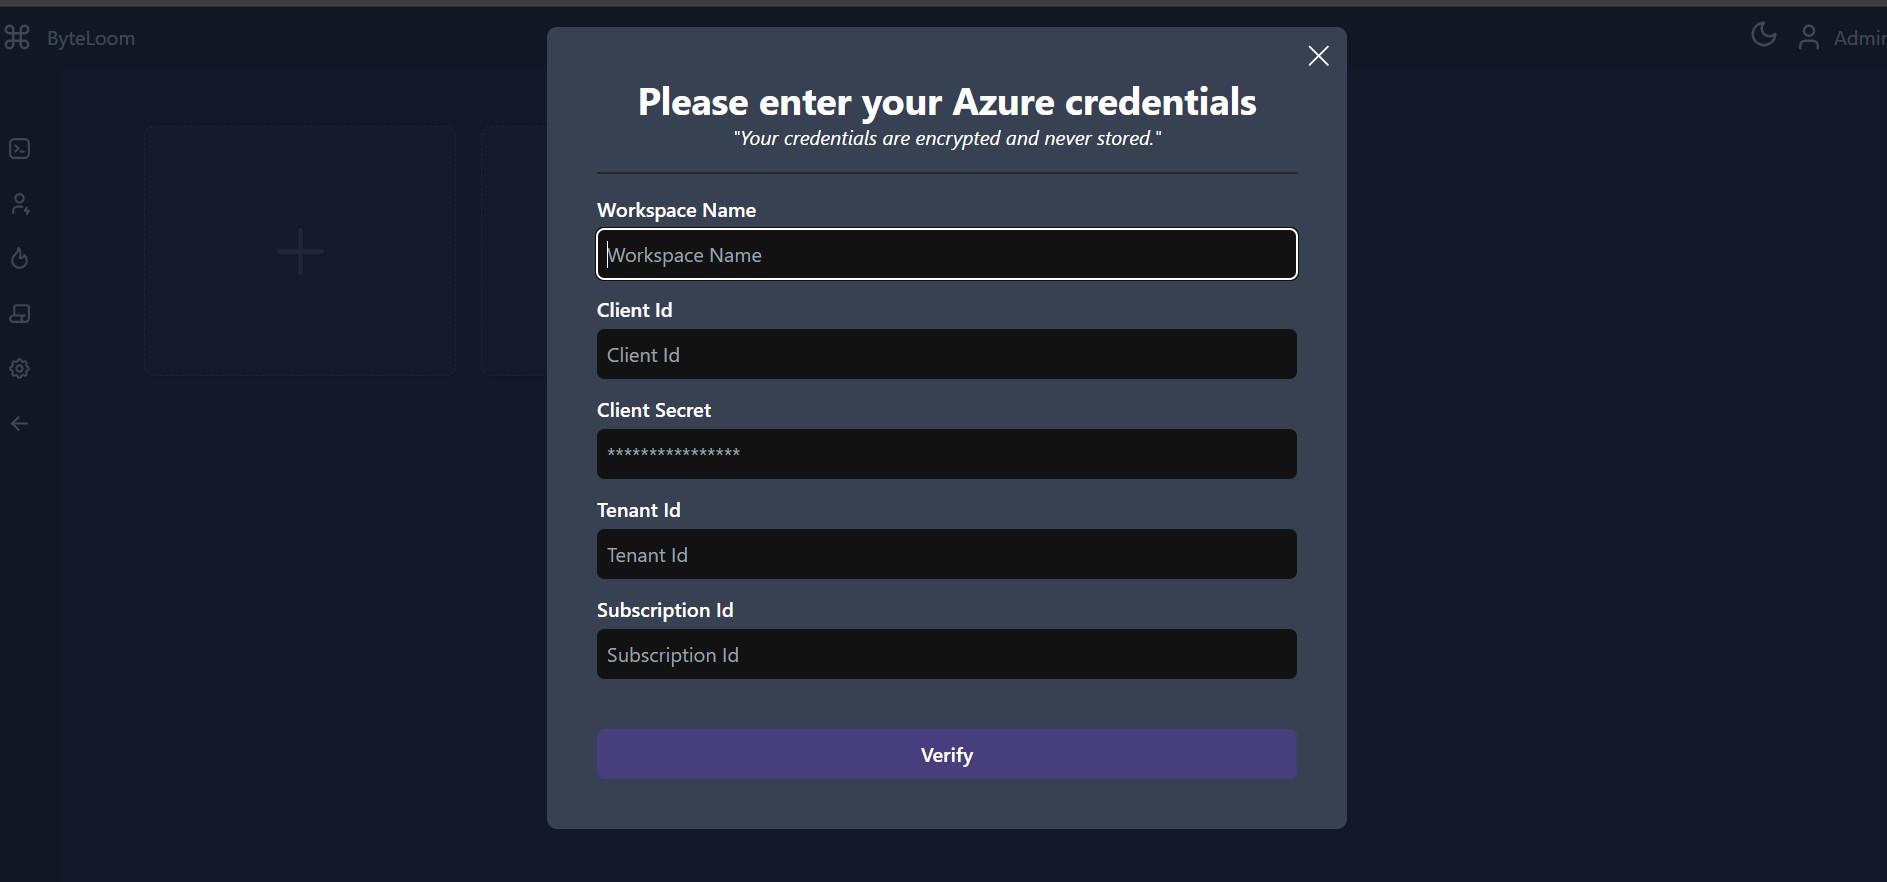 ByteLoom
Admin
Please enter your Azure credentials
"Your credentials are encrypted and never stored."
Workspace Name
Workspace Name
Client Id
Client Id
Client Secret
****************
Tenant Id
Tenant Id
Subscription Id
Subscription Id
Verify